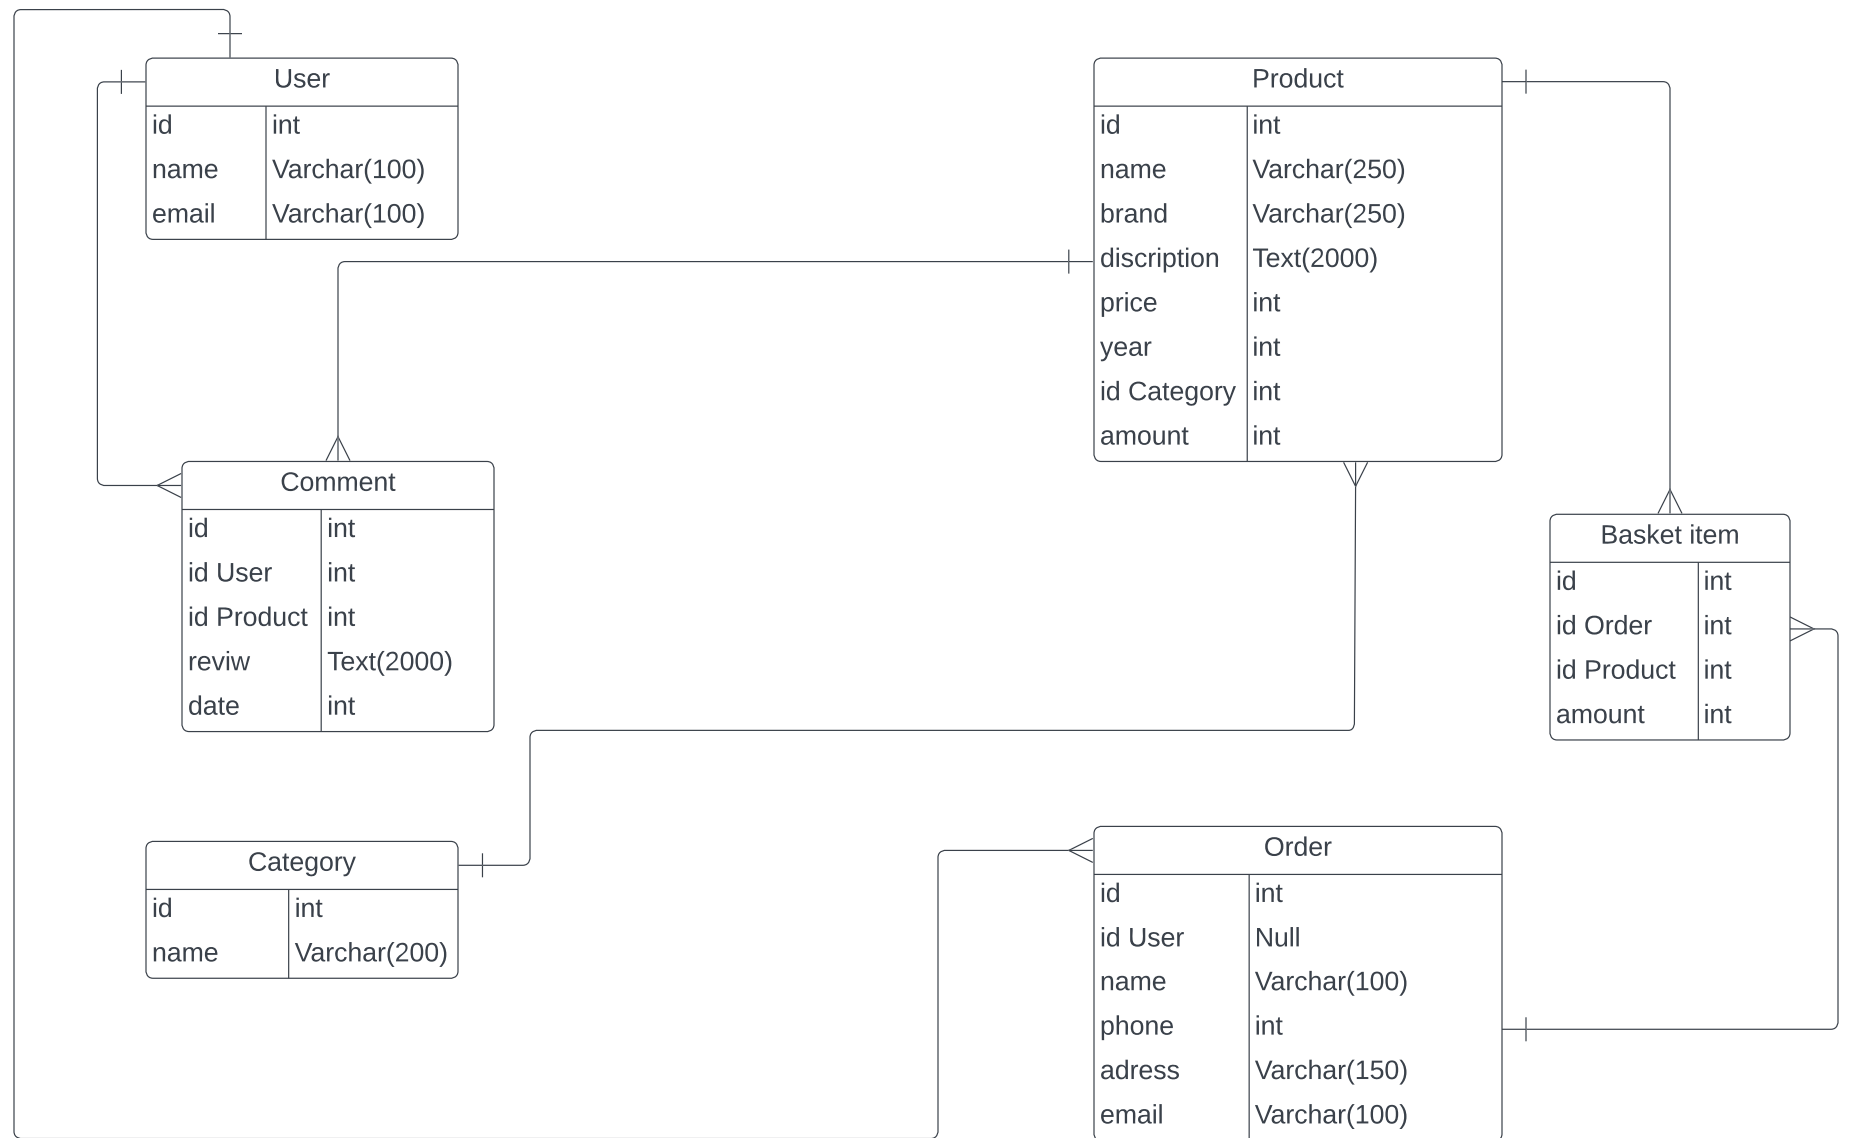 User
id int
name Varchar(100)
email Varchar(100)
Product
id int
name Varchar(250)
brand Varchar(250)
discription Text(2000)
price int
year int
id Category int
amount int
Comment
id int
id User int
id Product int
reviw Text(2000)
date int
Basket item
id int
id Order int
id Product int
amount int
Category
id int
name Varchar(200)
Order
id int
id User Null
name Varchar(100)
phone int
adress Varchar(150)
email Varchar(100)